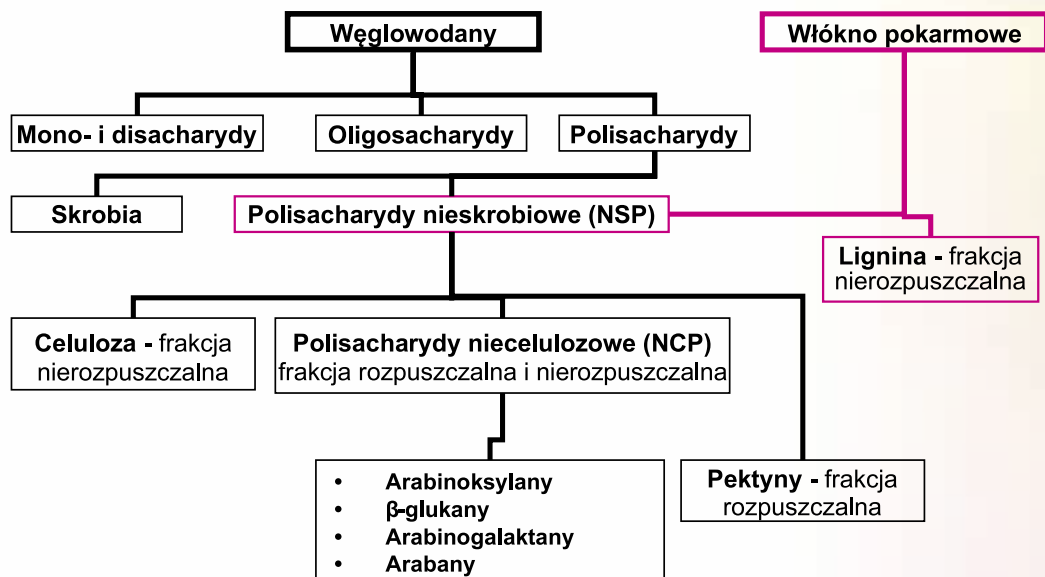 Węglowodany
Włókno pokarmowe
Mono- i disacharydy
Oligosacharydy
Polisacharydy
Skrobia
Polisacharydy nieskrobiowe (NSP)
Lignina - frakcja
nierozpuszczalna
Celuloza - frakcja
nierozpuszczalna
Polisacharydy niecelulozowe (NCP)
frakcja rozpuszczalna i nierozpuszczalna
Pektyny - frakcja
rozpuszczalna
• Arabinoksylany
• β-glukany
• Arabinogalaktany
• Arabany